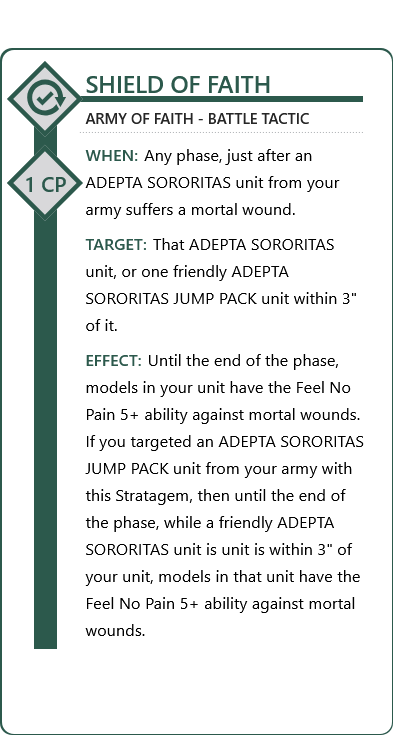 SHIELD OF FAITH
ARMY OF FAITH - BATTLE TACTIC
WHEN: Any phase, just after an
ADEPTA SORORITAS unit from your
army suffers a mortal wound.
1 CP
TARGET: That ADEPTA SORORITAS
unit, or one friendly ADEPTA
SORORITAS JUMP PACK unit within 3"
of it.
EFFECT: Until the end of the phase,
models in your unit have the Feel No
Pain 5+ ability against mortal wounds.
If you targeted an ADEPTA SORORITAS
JUMP PACK unit from your army with
this Stratagem, then until the end of
the phase, while a friendly ADEPTA
SORORITAS unit is unit is within 3" of
your unit, models in that unit have the
Feel No Pain 5+ ability against mortal
wounds.